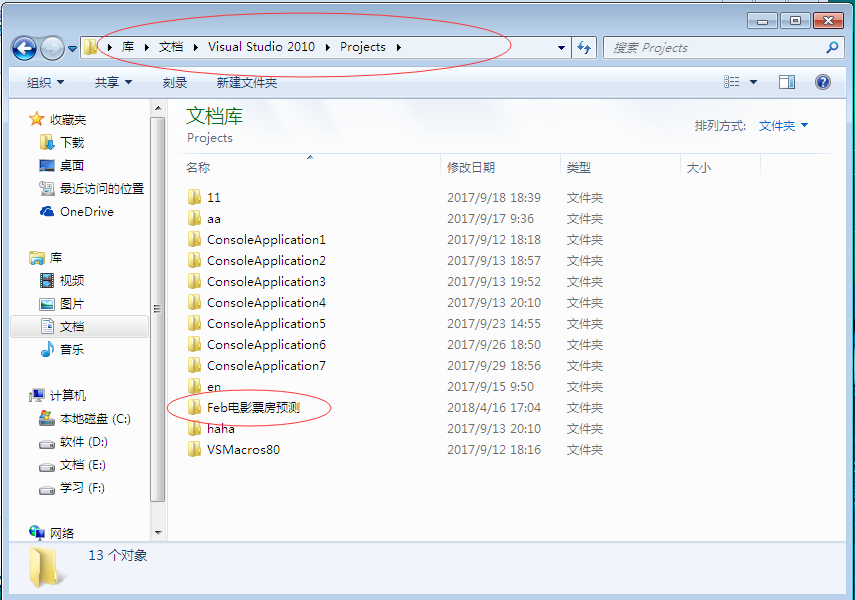 库 文档 Visual Studio 2010 Projects 搜索 Projects
组织 共享 刻录 新建文件夹
收藏夹
下载
桌面
最近访问的位置
OneDrive
库
视频
图片
文档
音乐
计算机
本地磁盘 (C:)
软件 (D:)
文档 (E:)
学习 (F:)
网络
文档库
Projects
排列方式: 文件夹
名称 修改日期 类型 大小
11 2017/9/18 18:39 文件夹
aa 2017/9/17 9:36 文件夹
ConsoleApplication1 2017/9/12 18:18 文件夹
ConsoleApplication2 2017/9/13 18:57 文件夹
ConsoleApplication3 2017/9/13 19:52 文件夹
ConsoleApplication4 2017/9/13 20:10 文件夹
ConsoleApplication5 2017/9/23 14:55 文件夹
ConsoleApplication6 2017/9/26 18:50 文件夹
ConsoleApplication7 2017/9/29 18:56 文件夹
en 2017/9/15 9:50 文件夹
Feb电影票房预测 2018/4/16 17:04 文件夹
haha 2017/9/13 20:10 文件夹
VSMacros80 2017/9/12 18:16 文件夹
13 个对象